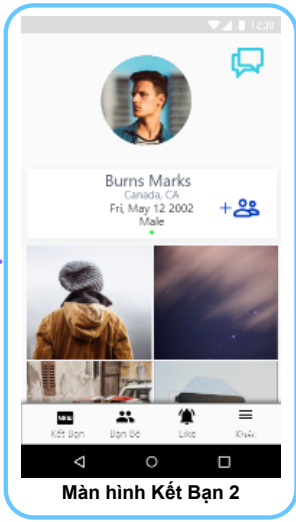 12:30
Burns Marks
Canada, CA
Fri, May 12 2002
Male
Kết Bạn
Bạn Bè
Like
Khác
Màn hình Kết Bạn 2